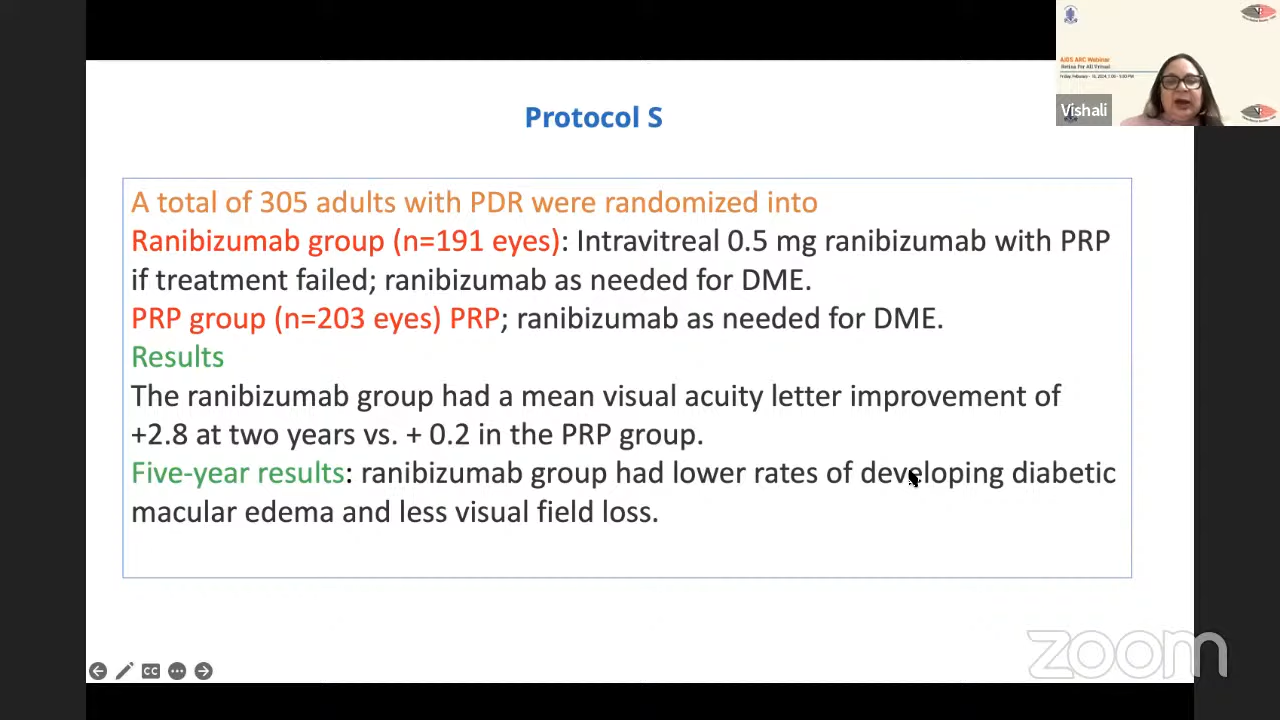 Protocol S
A total of 305 adults with PDR were randomized into
Ranibizumab group (n=191 eyes): Intravitreal 0.5 mg ranibizumab with PRP
if treatment failed; ranibizumab as needed for DME.
PRP group (n=203 eyes) PRP; ranibizumab as needed for DME.
Results
The ranibizumab group had a mean visual acuity letter improvement of
+2.8 at two years vs. + 0.2 in the PRP group.
Five-year results: ranibizumab group had lower rates of developing diabetic
macular edema and less visual field loss.
Webinar
Vishali
CC
zoom